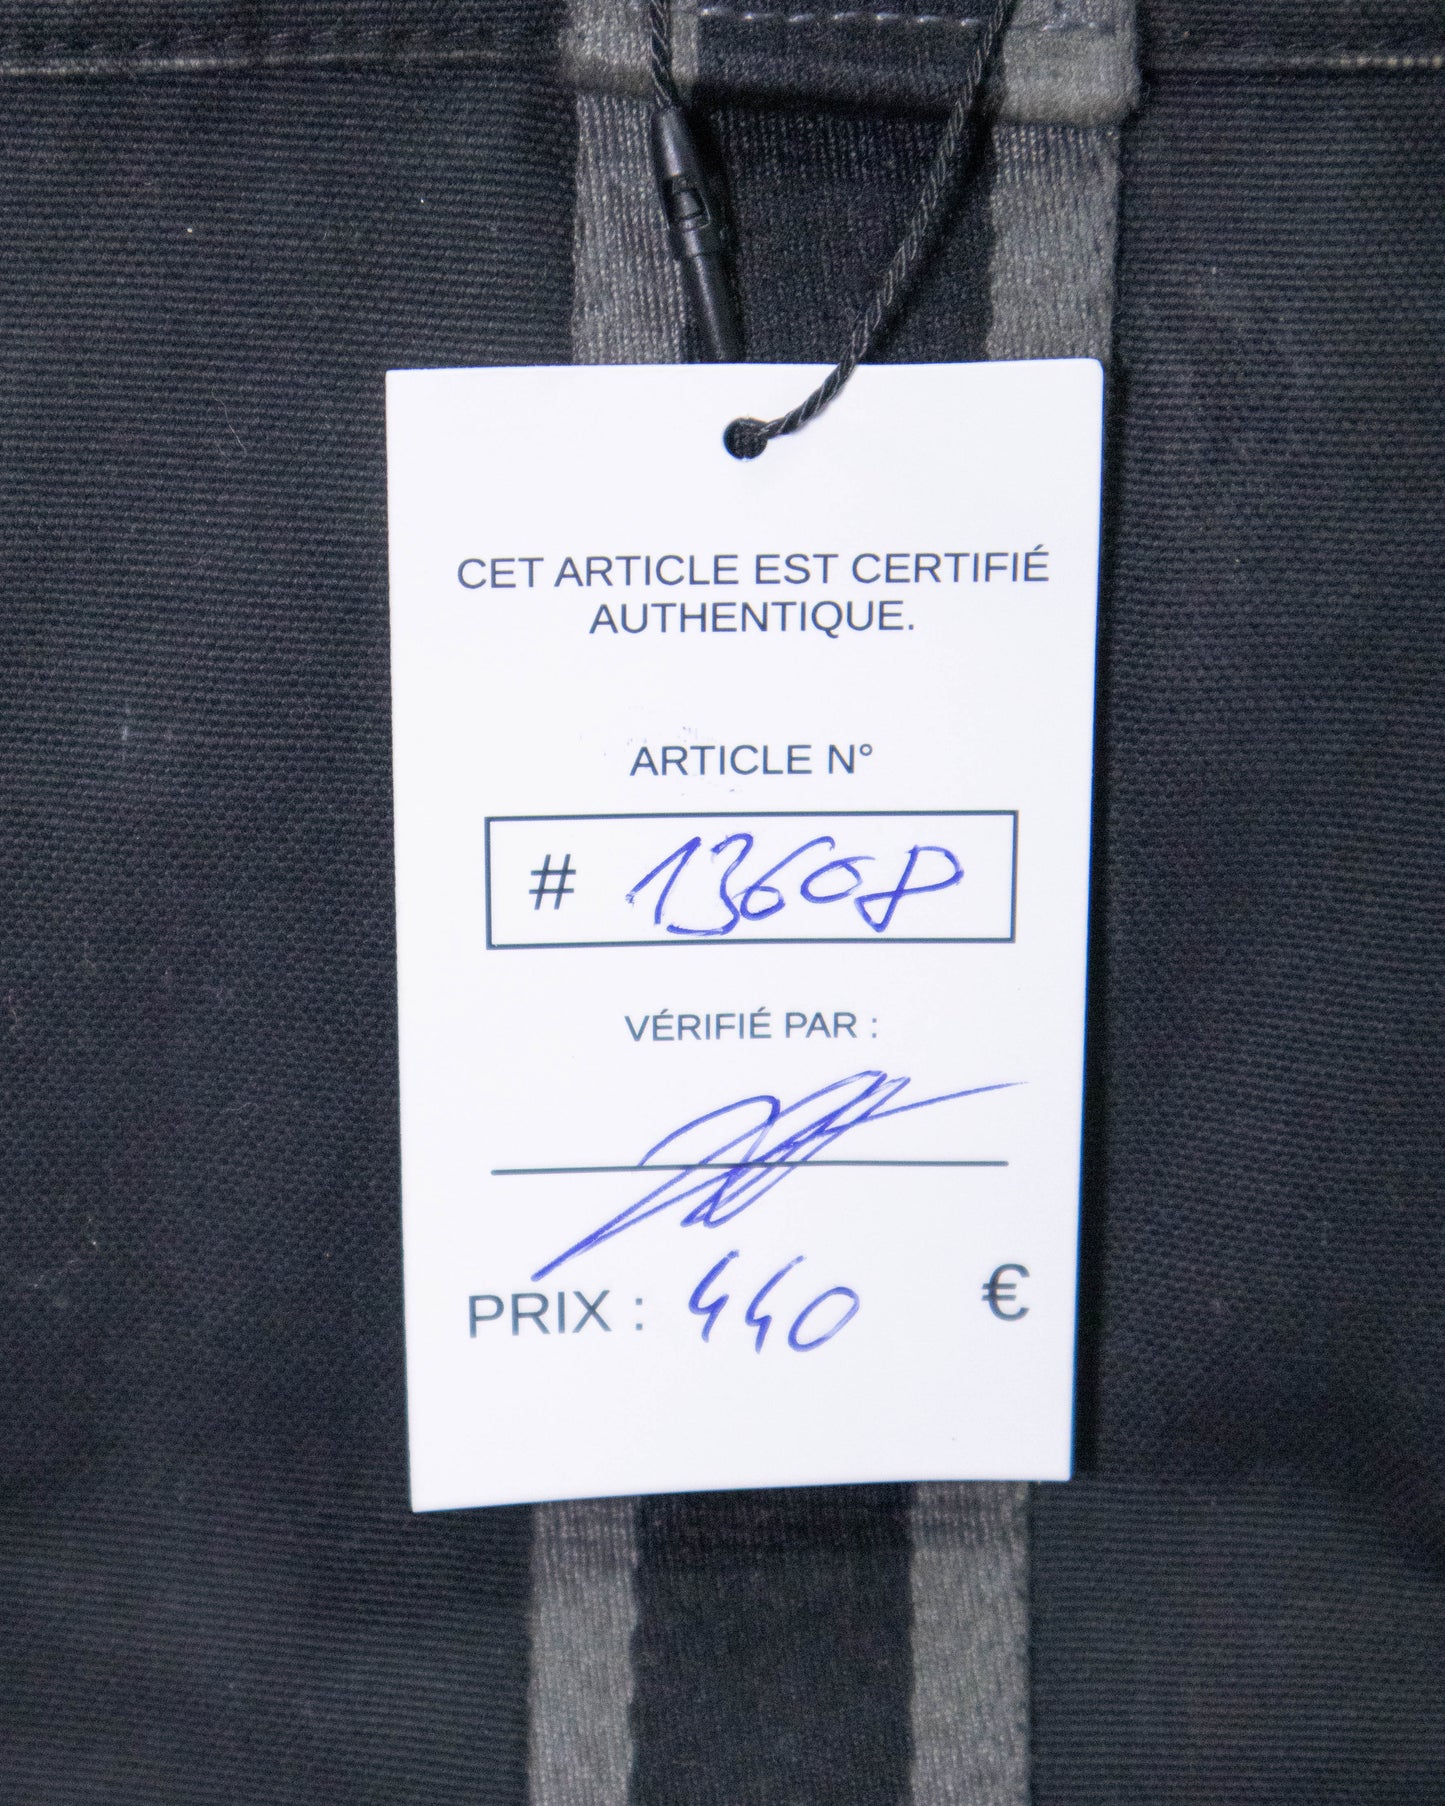 CET ARTICLE EST CERTIFIÉ
AUTHENTIQUE.
ARTICLE N°
# 13608
VÉRIFIÉ PAR :
PRIX : 440 €